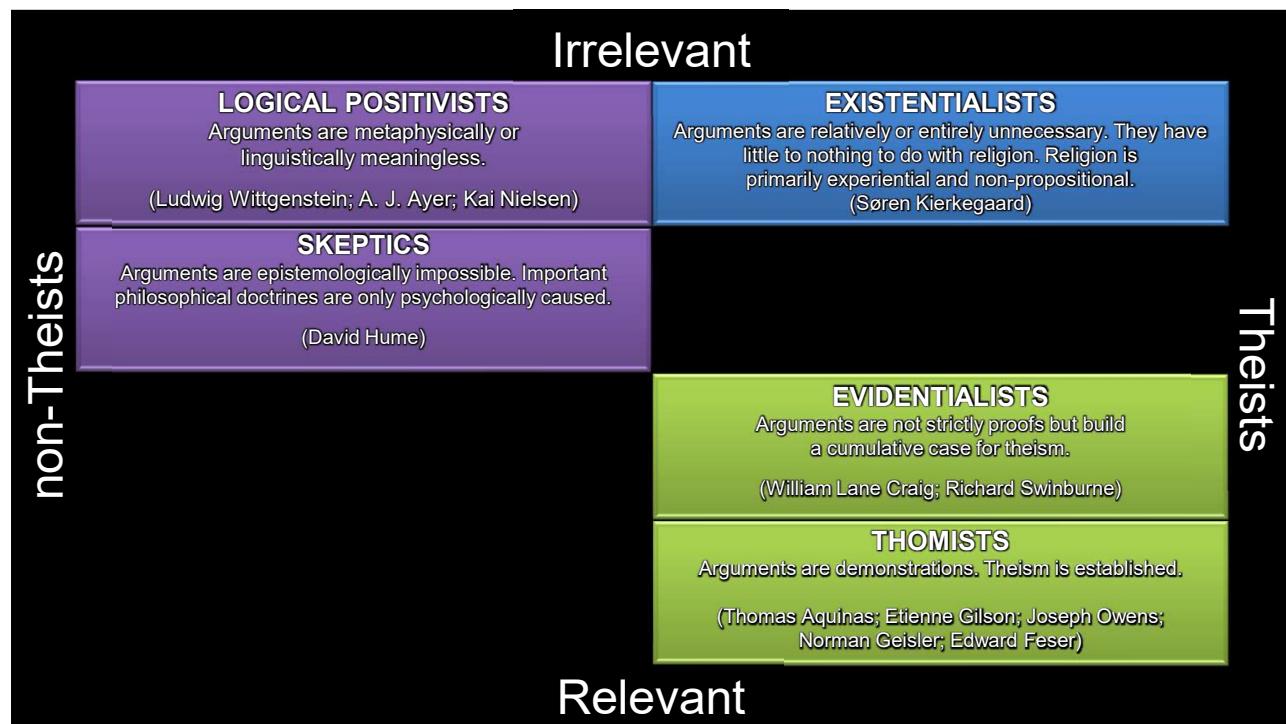 Irrelevant
LOGICAL POSITIVISTS
Arguments are metaphysically or
linguistically meaningless.
(Ludwig Wittgenstein; A. J. Ayer; Kai Nielsen)
EXISTENTIALISTS
Arguments are relatively or entirely unnecessary. They have
little to nothing to do with religion. Religion is
primarily experiential and non-propositional.
(Søren Kierkegaard)
SKEPTICS
Arguments are epistemologically impossible. Important
philosophical doctrines are only psychologically caused.
(David Hume)
non-Theists
Theists
EVIDENTIALISTS
Arguments are not strictly proofs but build
a cumulative case for theism.
(William Lane Craig; Richard Swinburne)
THOMISTS
Arguments are demonstrations. Theism is established.
(Thomas Aquinas; Etienne Gilson; Joseph Owens;
Norman Geisler; Edward Feser)
Relevant